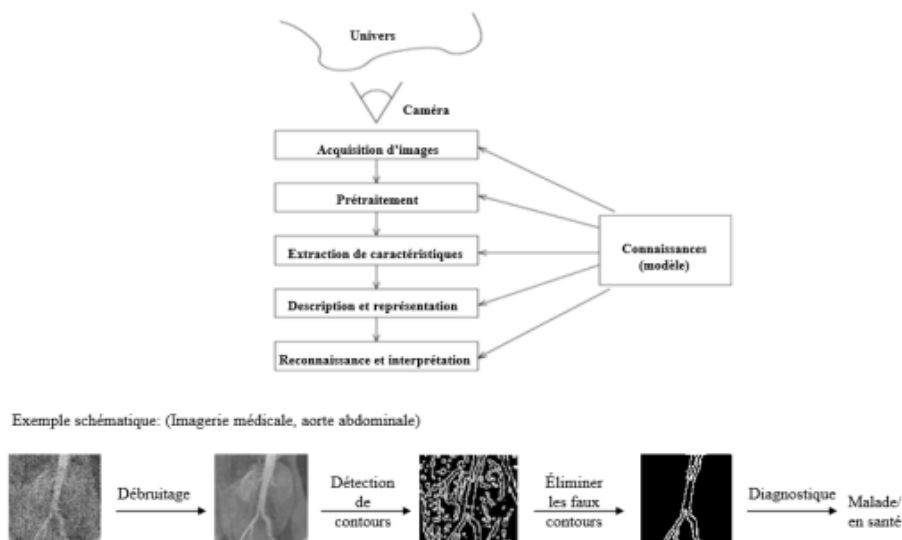 Univers
Caméra
Acquisition d'images
Prétraitement
Extraction de caractéristiques
Connaissances
(modèle)
Description et représentation
Reconnaissance et interprétation
Exemple schématique: (Imagerie médicale, aorte abdominale)
Débruitage
Détection
de
contours
Éliminer
les faux
contours
Diagnostique
Malade/
en santé